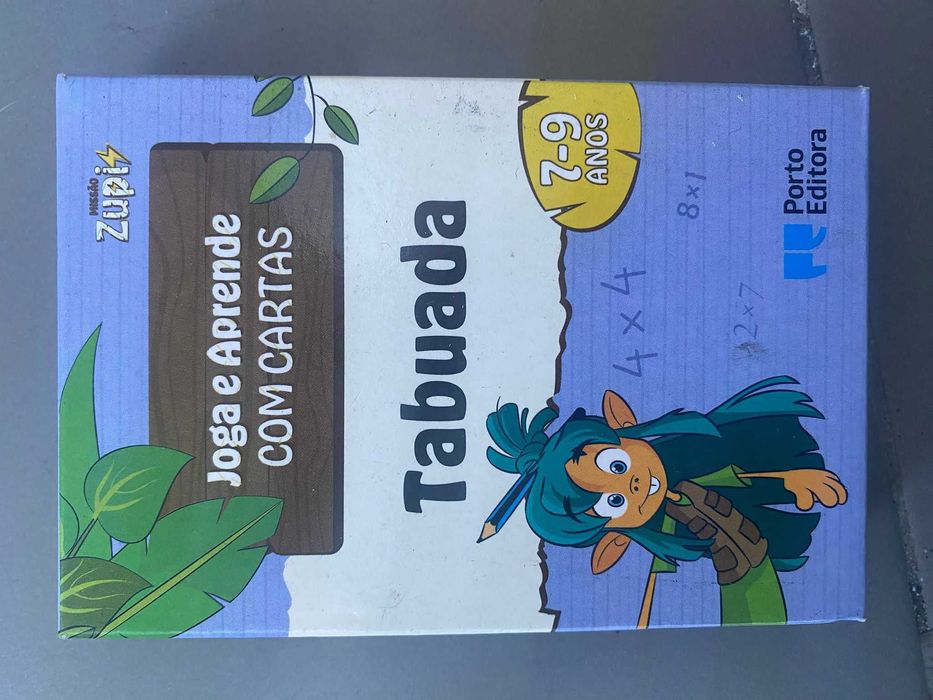 MISSÃO
Zupi
Joga e Aprende
COM CARTAS
Tabuada
7-9
ANOS
8×1
4×4
2×7
Porto
Editora